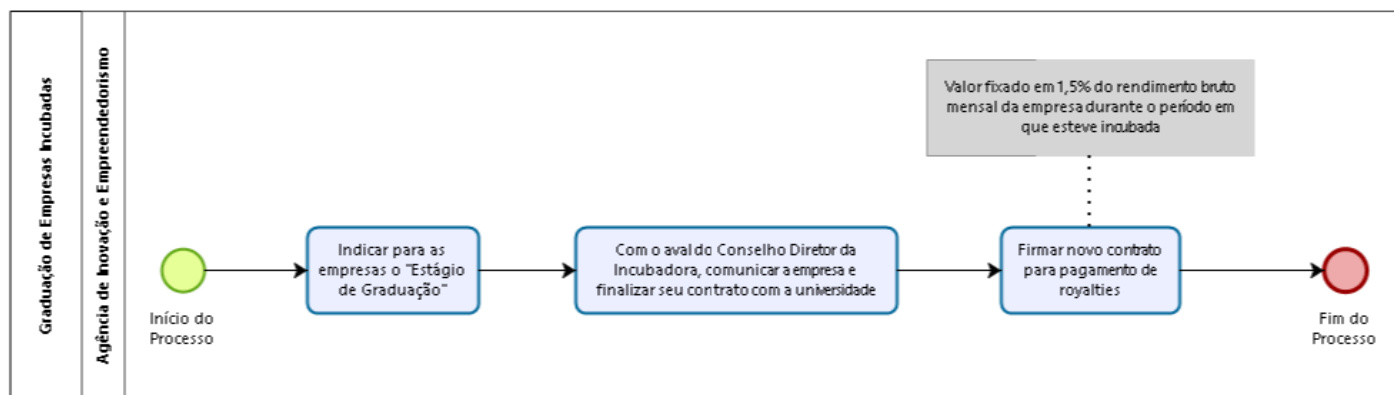 Graduação de Empresas Incubadas
Agência de Inovação e Empreendedorismo
Valor fixado em 1,5% do rendimento bruto
mensal da empresa durante o período em
que esteve incubada
Início do
Processo
Indicar para as
empresas o "Estágio
de Graduação"
Com o aval do Conselho Diretor da
Incubadora, comunicar a empresa e
finalizar seu contrato com a universidade
Firmar novo contrato
para pagamento de
royalties
Fim do
Processo